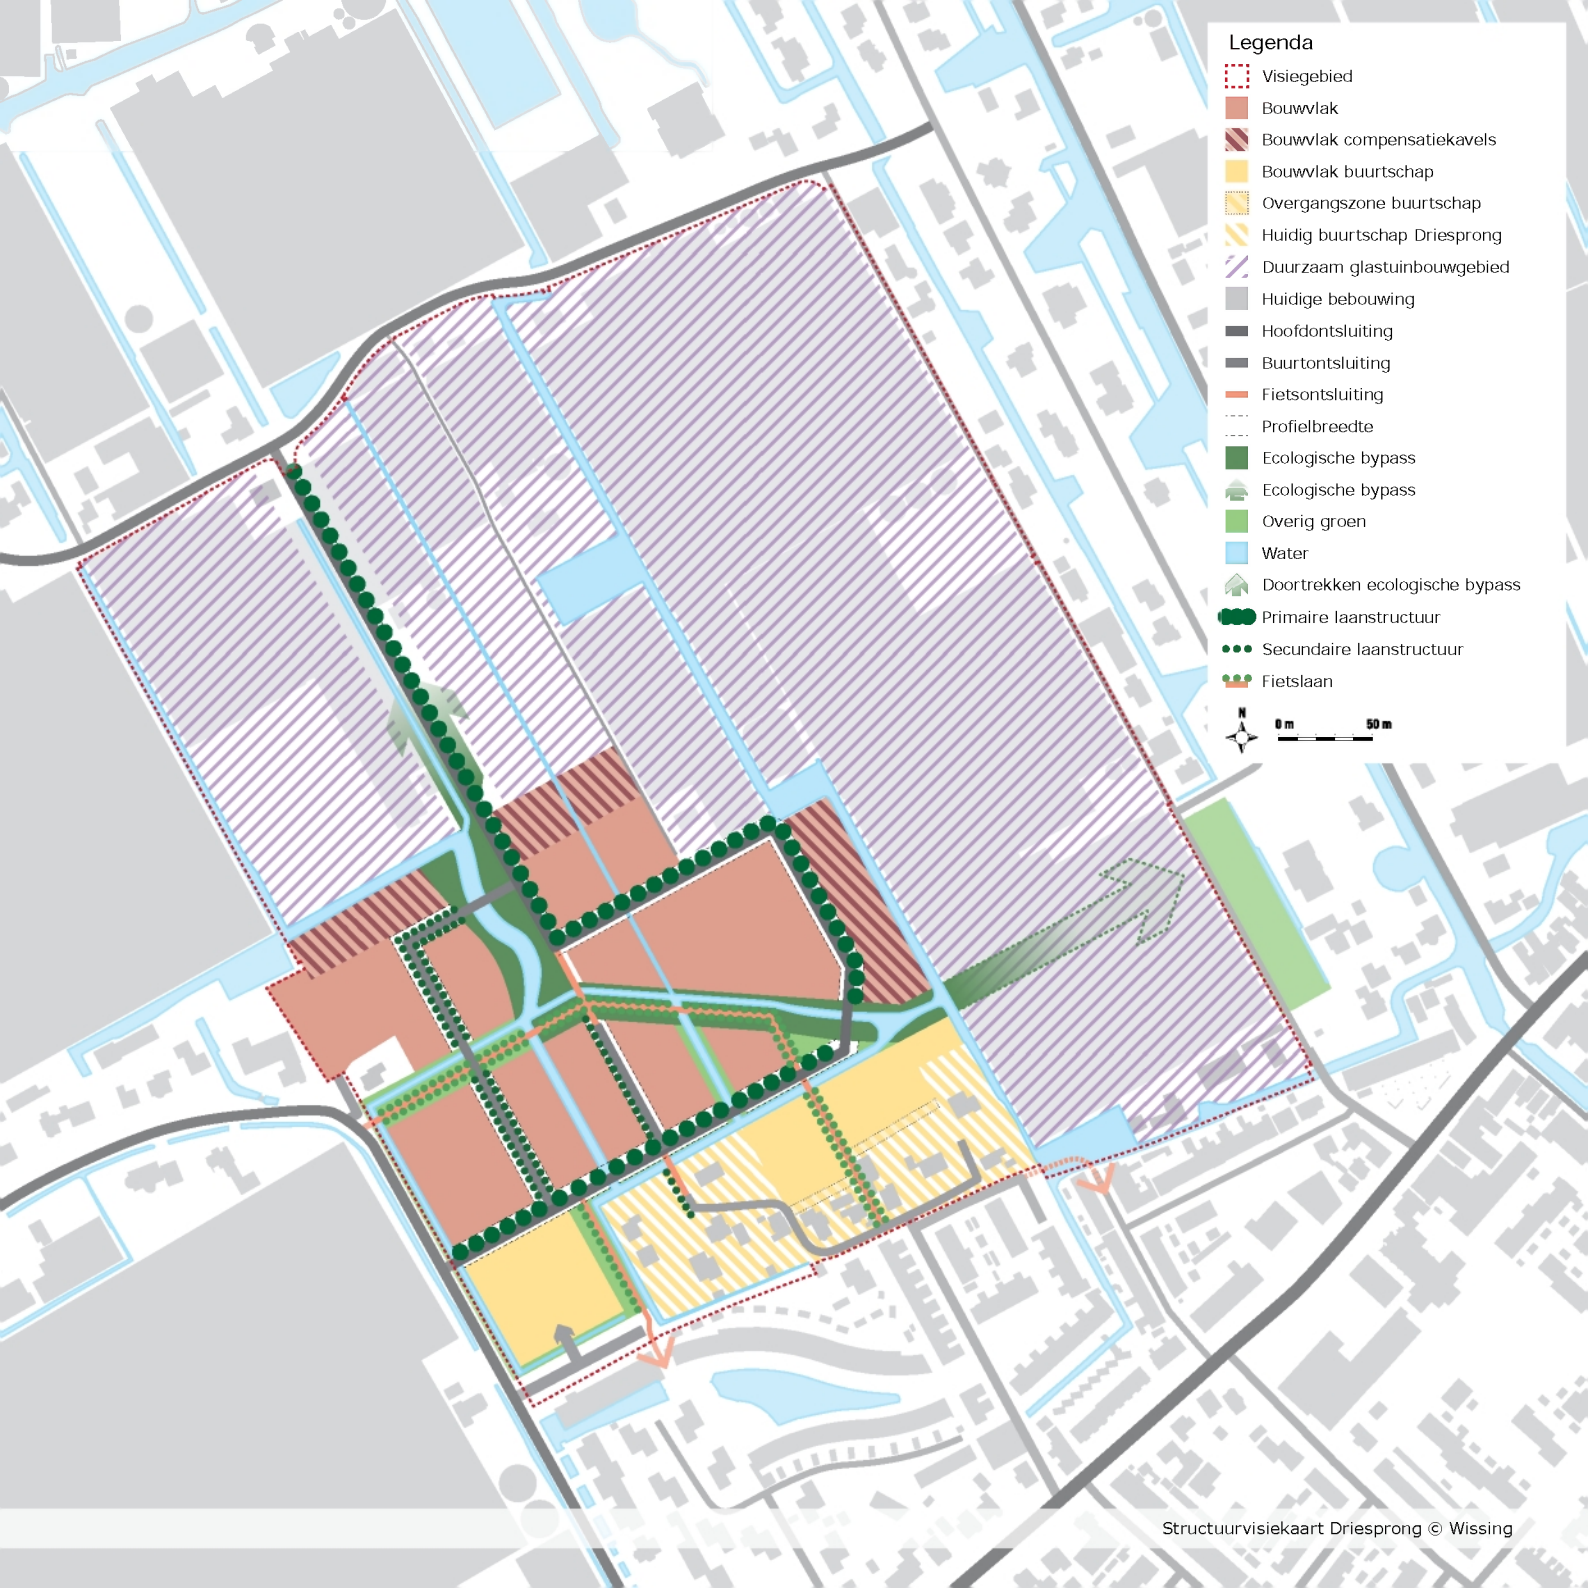 Legenda
Visiegebied
Bouwvlak
Bouwvlak compensatiekavels
Bouwvlak buurtschap
Overgangszone buurtschap
Huidig buurtschap Driesprong
Duurzaam glastuinbouwgebied
Huidige bebouwing
Hoofdontsluiting
Buurtontsluiting
Fietsontsluiting
Profielbreedte
Ecologische bypass
Ecologische bypass
Overig groen
Water
Doortrekken ecologische bypass
Primaire laanstructuur
Secundaire laanstructuur
Fietslaan
N
0 m 50 m
Structuurvisiekaart Driesprong © Wissing